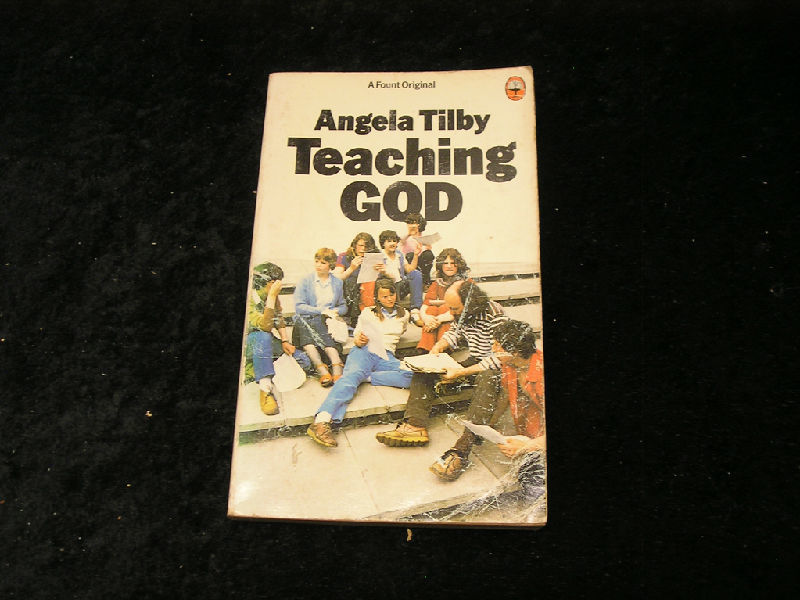 A Fount Original
Angela Tilby
Teaching
GOD